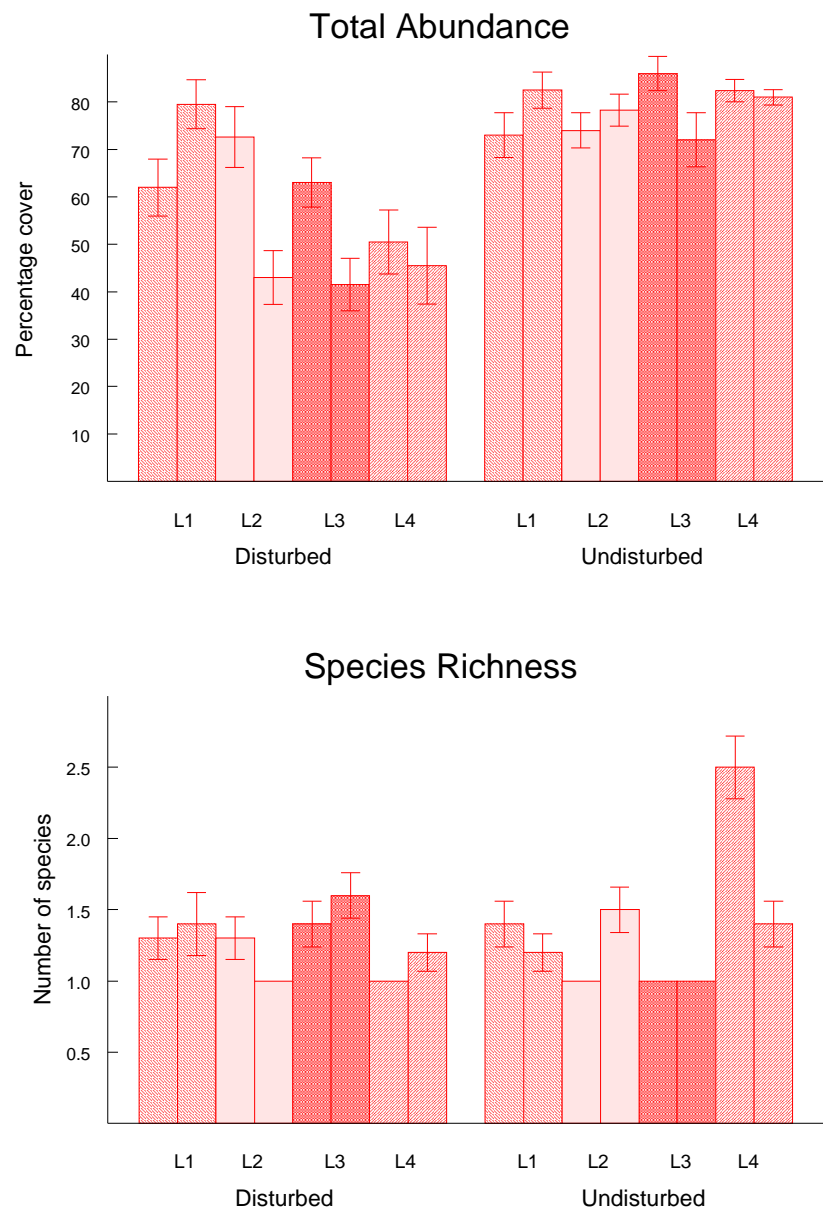 Total Abundance
Percentage cover
80
70
60
50
40
30
20
10
L1 L2 L3 L4 L1 L2 L3 L4
Disturbed Undisturbed
Species Richness
Number of species
2.5
2.0
1.5
1.0
0.5
L1 L2 L3 L4 L1 L2 L3 L4
Disturbed Undisturbed